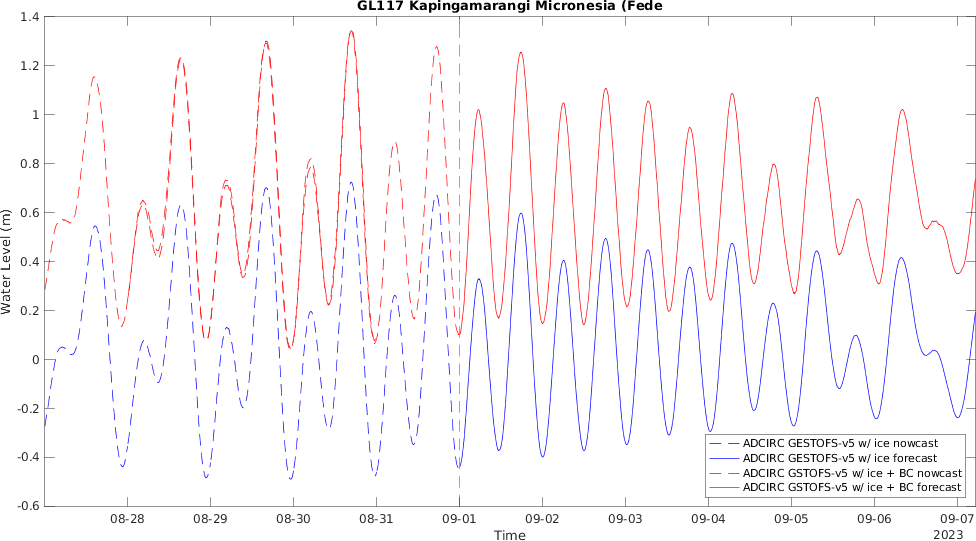 GL117 Kapingamarangi Micronesia (Fede
1.4
1.2
1
0.8
0.6
0.4
0.2
0
-0.2
-0.4
-0.6
Water Level (m)
ADCIRC GESTOFS-v5 w/ ice nowcast
ADCIRC GESTOFS-v5 w/ ice forecast
ADCIRC GSTOFS-v5 w/ ice + BC nowcast
ADCIRC GSTOFS-v5 w/ ice + BC forecast
08-28 08-29 08-30 08-31 09-01 09-02 09-03 09-04 09-05 09-06 09-07
Time
2023